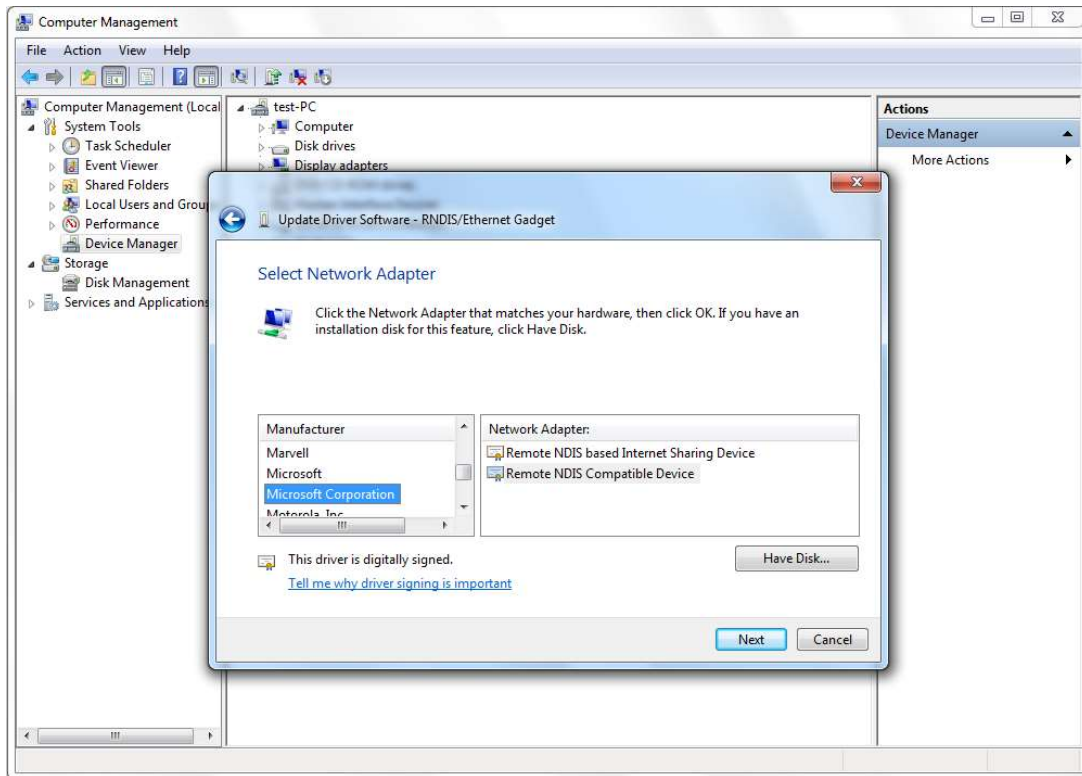 Computer Management
File Action View Help
Computer Management (Local
System Tools
Task Scheduler
Event Viewer
Shared Folders
Local Users and Group
Performance
Device Manager
Storage
Disk Management
Services and Applications
test-PC
Computer
Disk drives
Display adapters
Actions
Device Manager
More Actions
Update Driver Software - RNDIS/Ethernet Gadget
Select Network Adapter
Click the Network Adapter that matches your hardware, then click OK. If you have an
installation disk for this feature, click Have Disk.
Manufacturer
Marvell
Microsoft
Microsoft Corporation
Motorola, Inc.
Network Adapter:
Remote NDIS based Internet Sharing Device
Remote NDIS Compatible Device
This driver is digitally signed.
Have Disk...
Tell me why driver signing is important
Next Cancel